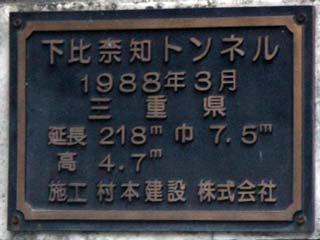 下比奈知トンネル
1988年3月
三重県
延長 218m 巾 7.5m
高 4.7m
施工 村本建設 株式会社